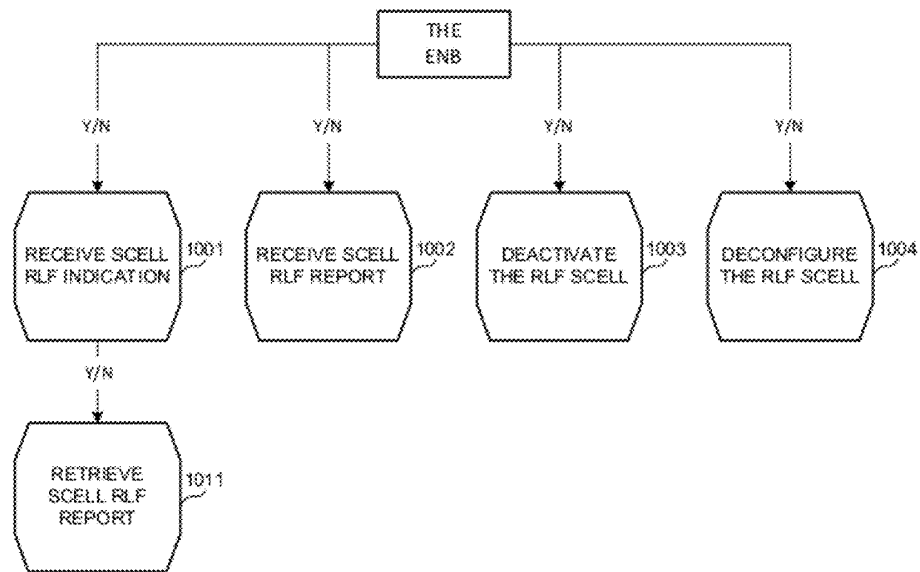 THE
ENB
Y/N
Y/N
Y/N
Y/N
RECEIVE SCELL
RLF INDICATION
1001
RECEIVE SCELL
RLF REPORT
1002
DEACTIVATE
THE RLF SCELL
1003
DECONFIGURE
THE RLF SCELL
1004
Y/N
RETRIEVE
SCELL RLF
REPORT
1011